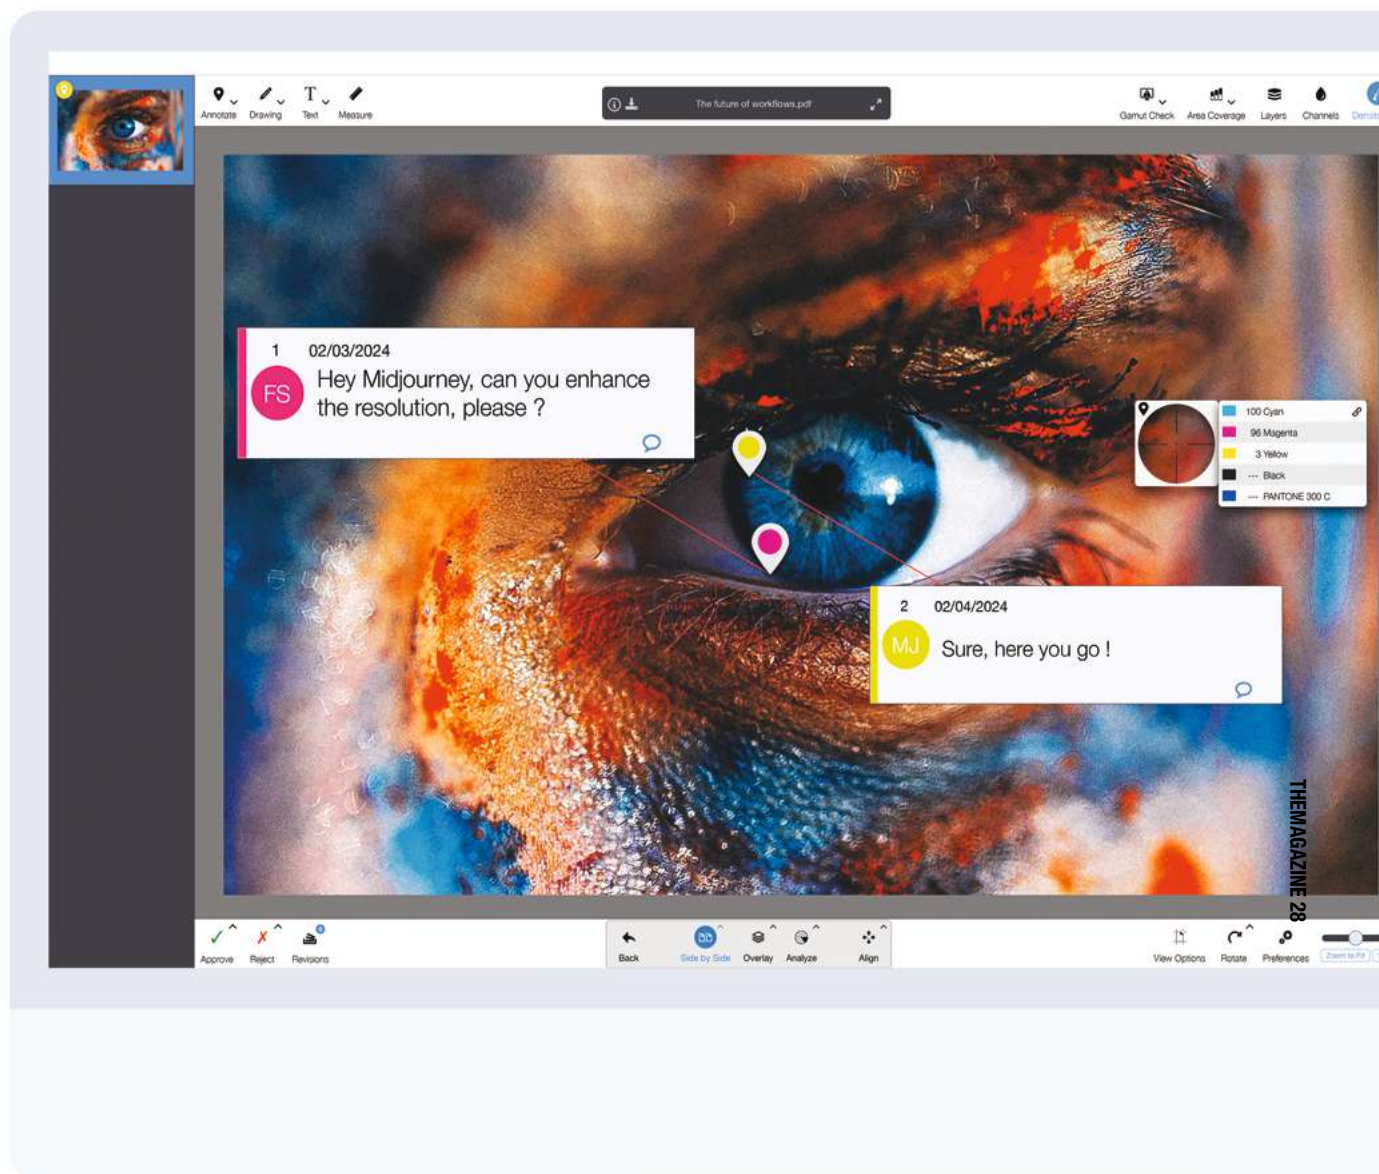 Annotate
Drawing
Text
Measure
The future of workflows.pdf
Gamut Check
Area Coverage
Layers
Channels
1 02/03/2024
FS
Hey Midjourney, can you enhance
the resolution, please ?
100 Cyan
96 Magenta
3 Yellow
--- Black
--- PANTONE 300 C
2 02/04/2024
MJ
Sure, here you go !
THEMAGAZINE 28
Approve
Reject
Revisions
Back
Side by Side
Overlay
Analyze
Align
View Options
Rotate
Preferences
Zoom to Fit